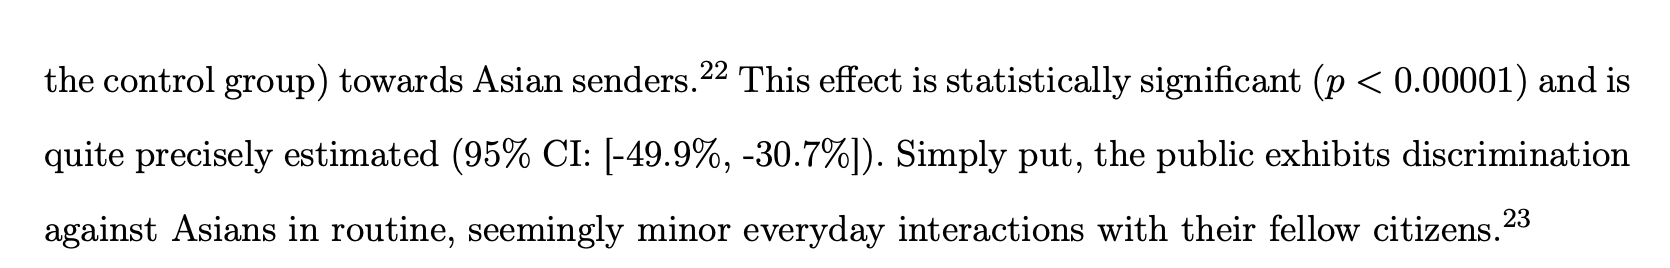 the control group) towards Asian senders.22 This effect is statistically significant (p < 0.00001) and is
quite precisely estimated (95% CI: [-49.9%, -30.7%]). Simply put, the public exhibits discrimination
against Asians in routine, seemingly minor everyday interactions with their fellow citizens.23